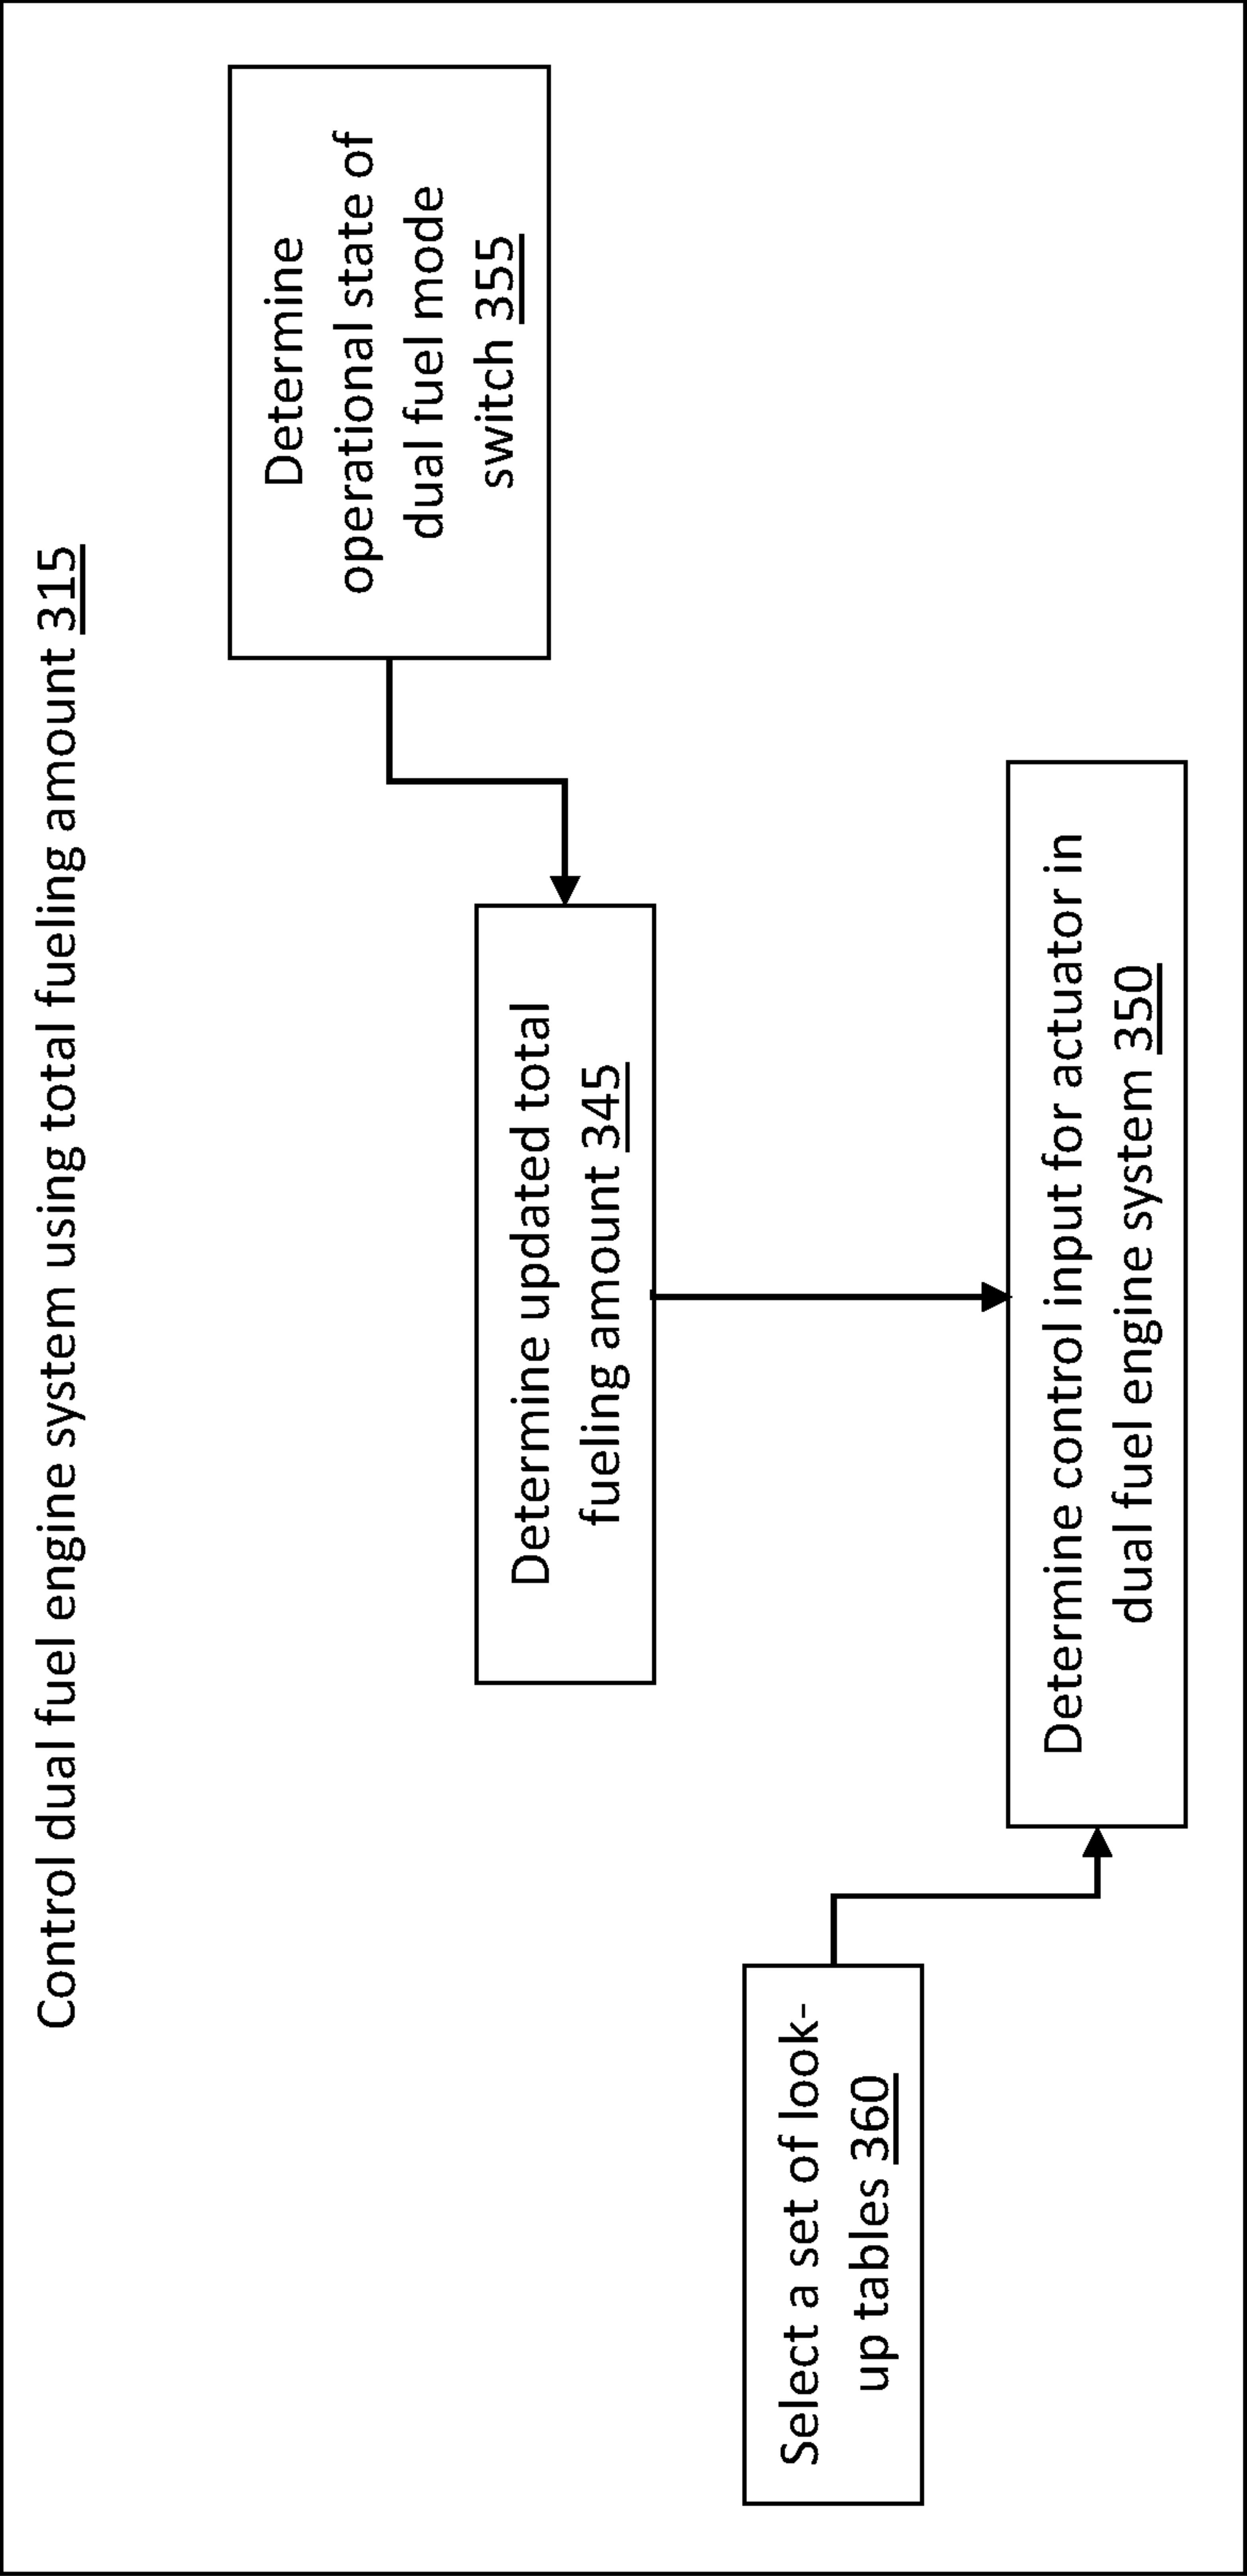 Control dual fuel engine system using total fueling amount 315
Determine
operational state of
dual fuel mode
switch 355
Determine updated total
fueling amount 345
Select a set of look-
up tables 360
Determine control input for actuator in
dual fuel engine system 350